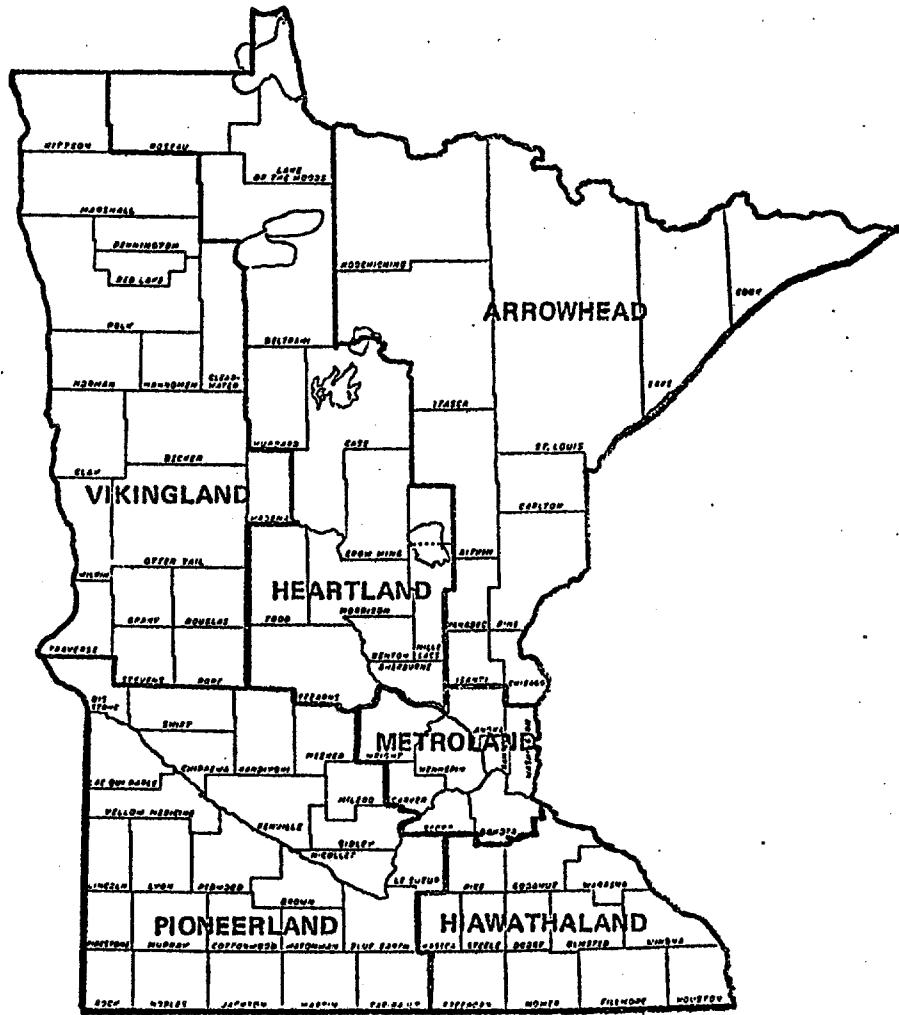 KITTSON
ROSEAU
LAKE
OF THE WOODS
MARSHALL
PENNINGTON
RED LAKE
KOOCHICHING
ARROWHEAD
COOK
POLK
BELTRAMI
NORMAN
MAHNOMEN
CLEAR-
WATER
LAKE
ITASCA
HUBBARD
CASS
ST. LOUIS
CLAY
BECKER
VIKINGLAND
WADENA
CARLTON
WILKIN
OTTER TAIL
CROW WING
AITKIN
HEARTLAND
GRANT
DOUGLAS
TODD
MORRISON
KANABEC
PINE
TRAVERSE
MILLE
LACS
BENTON
SHERBURNE
STEVENS
POPE
STEARNS
ISANTI
CHISAGO
BIG
STONE
SWIFT
METROLAND
ANOKA
WASHINGTON
WRIGHT
MEEKER
CHIPPEWA
KANDIYOHI
HENNEPIN
LAC QUI PARLE
MCLEOD
CARVER
YELLOW MEDICINE
RENVILLE
SCOTT
DAKOTA
SIBLEY
NICOLLET
LE SUEUR
LINCOLN
LYON
REDWOOD
BROWN
RICE
GOODHUE
WABASHA
PIONEERLAND
HIAWATHALAND
PIPESTONE
MURRAY
COTTONWOOD
WATONWAN
BLUE EARTH
WASECA
STEELE
DODGE
OLMSTED
WINONA
ROCK
NOBLES
JACKSON
MARTIN
FARIBAULT
FREEBORN
MOWER
FILLMORE
HOUSTON